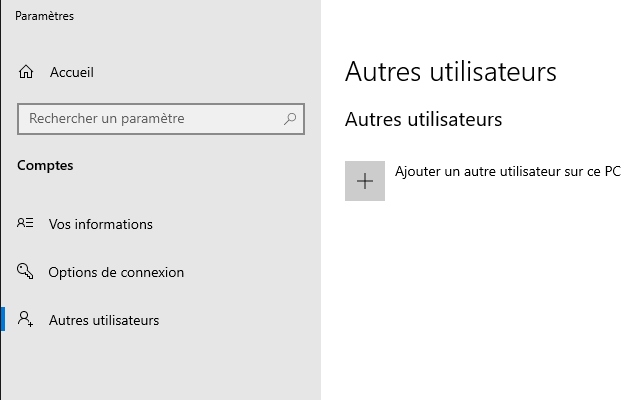 Paramètres
Accueil
Rechercher un paramètre
Comptes
Vos informations
Options de connexion
Autres utilisateurs
Autres utilisateurs
Autres utilisateurs
Ajouter un autre utilisateur sur ce PC